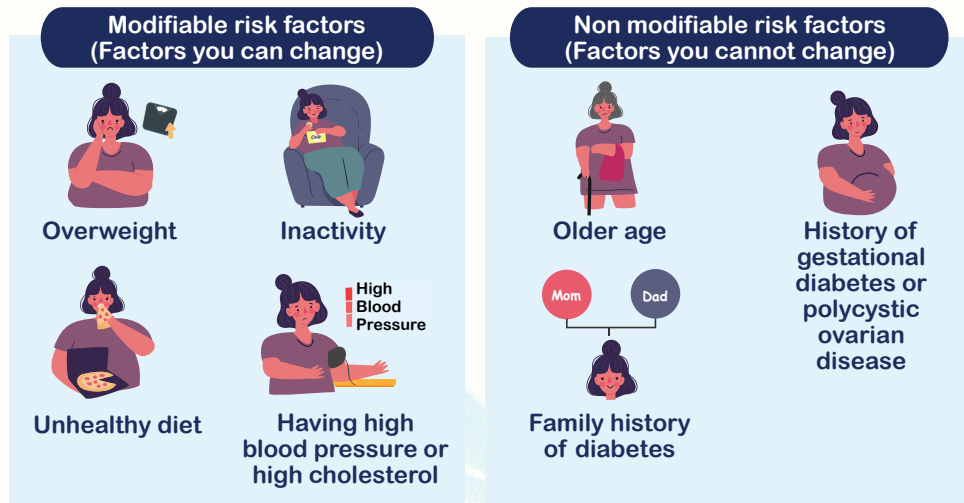 Modifiable risk factors
(Factors you can change)
Overweight
Inactivity
Unhealthy diet
High
Blood
Pressure
Having high
blood pressure or
high cholesterol
Non modifiable risk factors
(Factors you cannot change)
Older age
History of
gestational
diabetes or
polycystic
ovarian
disease
Mom
Dad
Family history
of diabetes